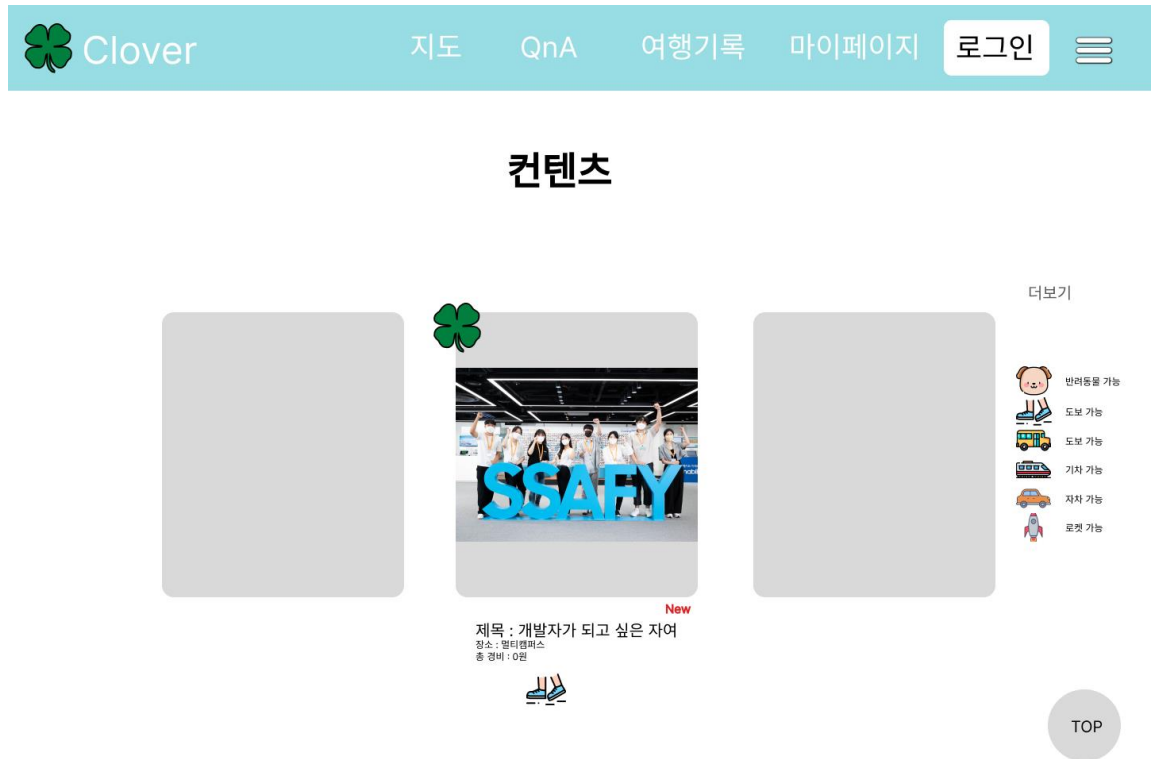 Clover
지도
QnA
여행기록
마이페이지
로그인
컨텐츠
더보기
반려동물 가능
도보 가능
도보 가능
기차 가능
자차 가능
로켓 가능
SSAFY
New
제목 : 개발자가 되고 싶은 자여
장소 : 멀티캠퍼스
총 경비 : 0원
TOP